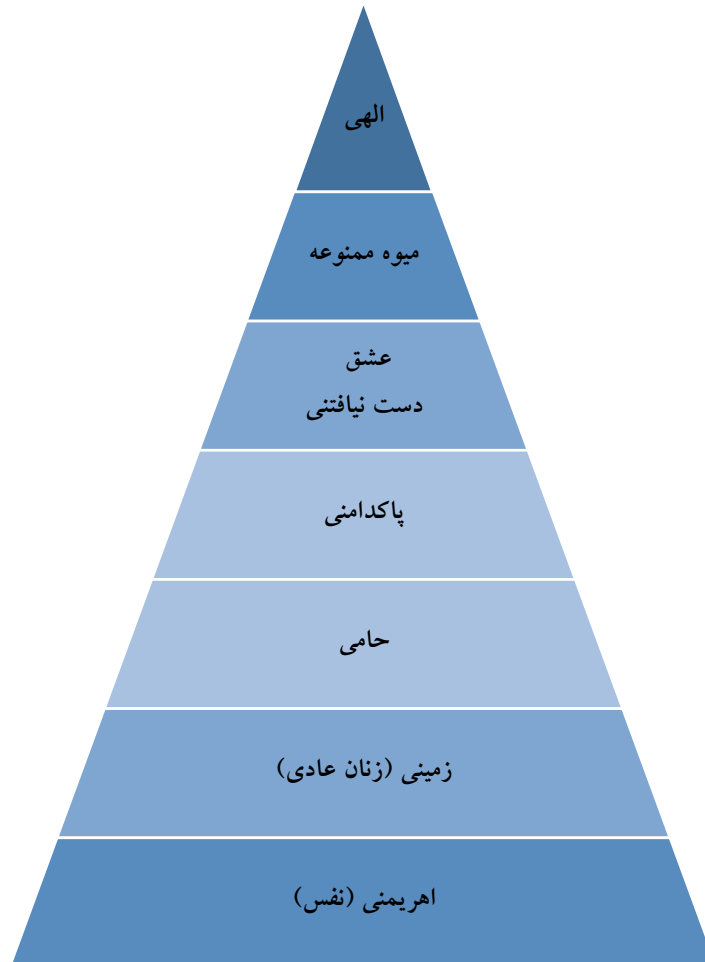 الهی
میوه ممنوعه
عشق
دست نیافتنی
پاکدامنی
حامی
زمینی (زنان عادی)
اهریمنی (نفس)